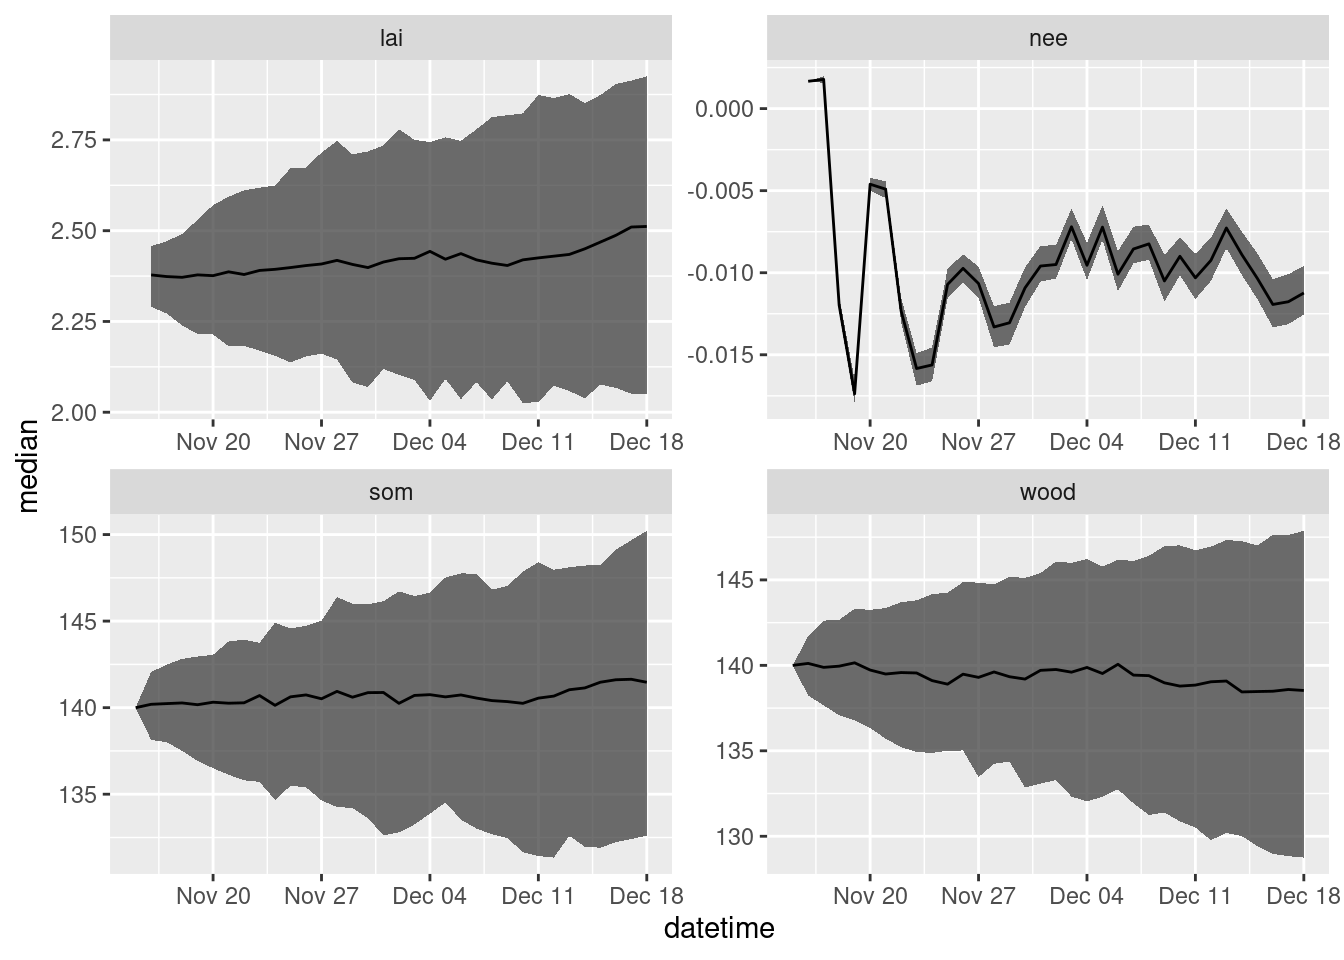 lai
nee
2.75
2.50
2.25
2.00
0.000
-0.005
-0.010
-0.015
Nov 20 Nov 27 Dec 04 Dec 11 Dec 18
Nov 20 Nov 27 Dec 04 Dec 11 Dec 18
median
som
wood
150
145
140
135
145
140
135
130
Nov 20 Nov 27 Dec 04 Dec 11 Dec 18
Nov 20 Nov 27 Dec 04 Dec 11 Dec 18
datetime